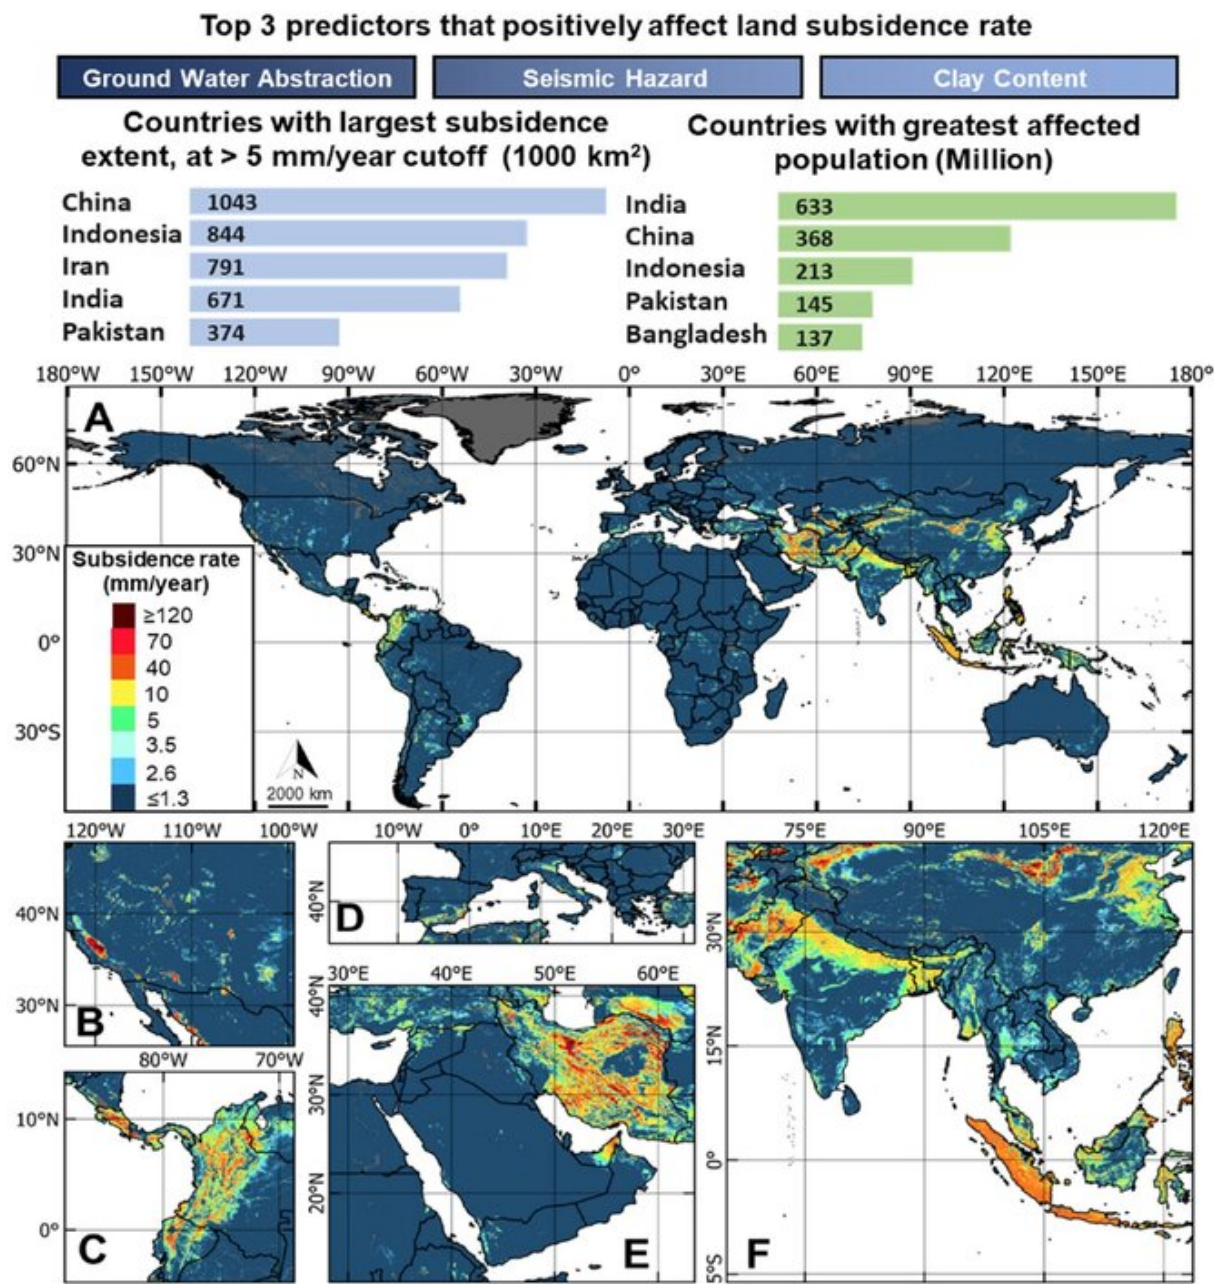 Top 3 predictors that positively affect land subsidence rate
Ground Water Abstraction
Seismic Hazard
Clay Content
Countries with largest subsidence
extent, at > 5 mm/year cutoff (1000 km²)
China 1043
Indonesia 844
Iran 791
India 671
Pakistan 374
Countries with greatest affected
population (Million)
India 633
China 368
Indonesia 213
Pakistan 145
Bangladesh 137
180°W 150°W 120°W 90°W 60°W 30°W 0° 30°E 60°E 90°E 120°E 150°E 180°
A
60°N
30°N
0°
30°S
Subsidence rate
(mm/year)
≥120
70
40
10
5
3.5
2.6
≤1.3
N
2000 km
120°W 110°W 100°W
40°N
30°N
B
80°W 70°W
10°N
0°
C
10°W 0° 10°E 20°E 30°E
40°N
D
30°E 40°E 50°E 60°E
40°N
30°N
20°N
E
75°E 90°E 105°E 120°E
30°N
15°N
0°
F